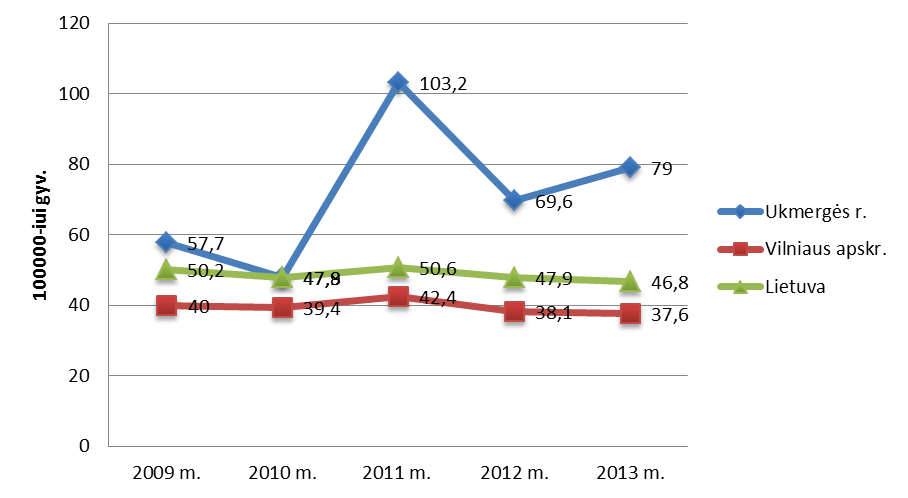 120
100
80
60
40
20
0
100000-iui gyv.
103,2
79
69,6
57,7
50,2
50,6
47,9
46,8
40
39,4
42,4
38,1
37,6
2009 m.
2010 m.
2011 m.
2012 m.
2013 m.
Ukmergės r.
Vilniaus apskr.
Lietuva